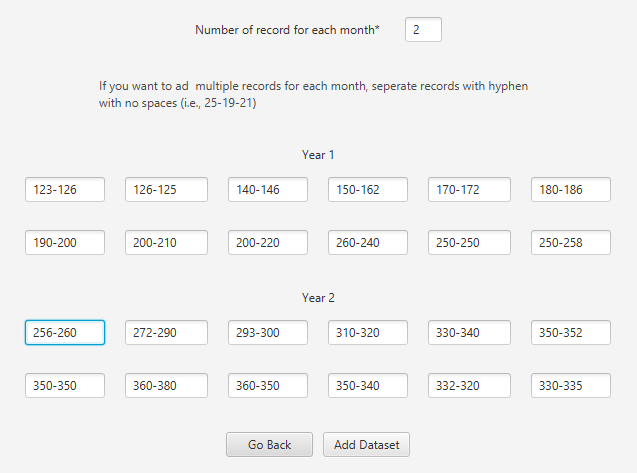 Number of record for each month* 2
If you want to ad multiple records for each month, seperate records with hyphen
with no spaces (i.e., 25-19-21)
Year 1
123-126 126-125 140-146 150-162 170-172 180-186
190-200 200-210 200-220 260-240 250-250 250-258
Year 2
256-260 272-290 293-300 310-320 330-340 350-352
350-350 360-380 360-350 350-340 332-320 330-335
Go Back Add Dataset